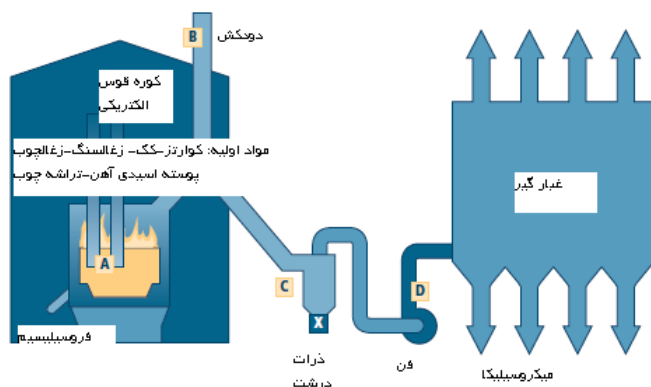 B
دودکش
کوره قوس
الکتریکی
مواد اولیه: کوارتز-کک- زغالسنگ-زغالچوب
پوسته اسیدی آهن-تراشه چوب
غبار گیر
A
C
D
X
فروسیلیسیم
ذرات
درشت
فن
میکروسیلیکا